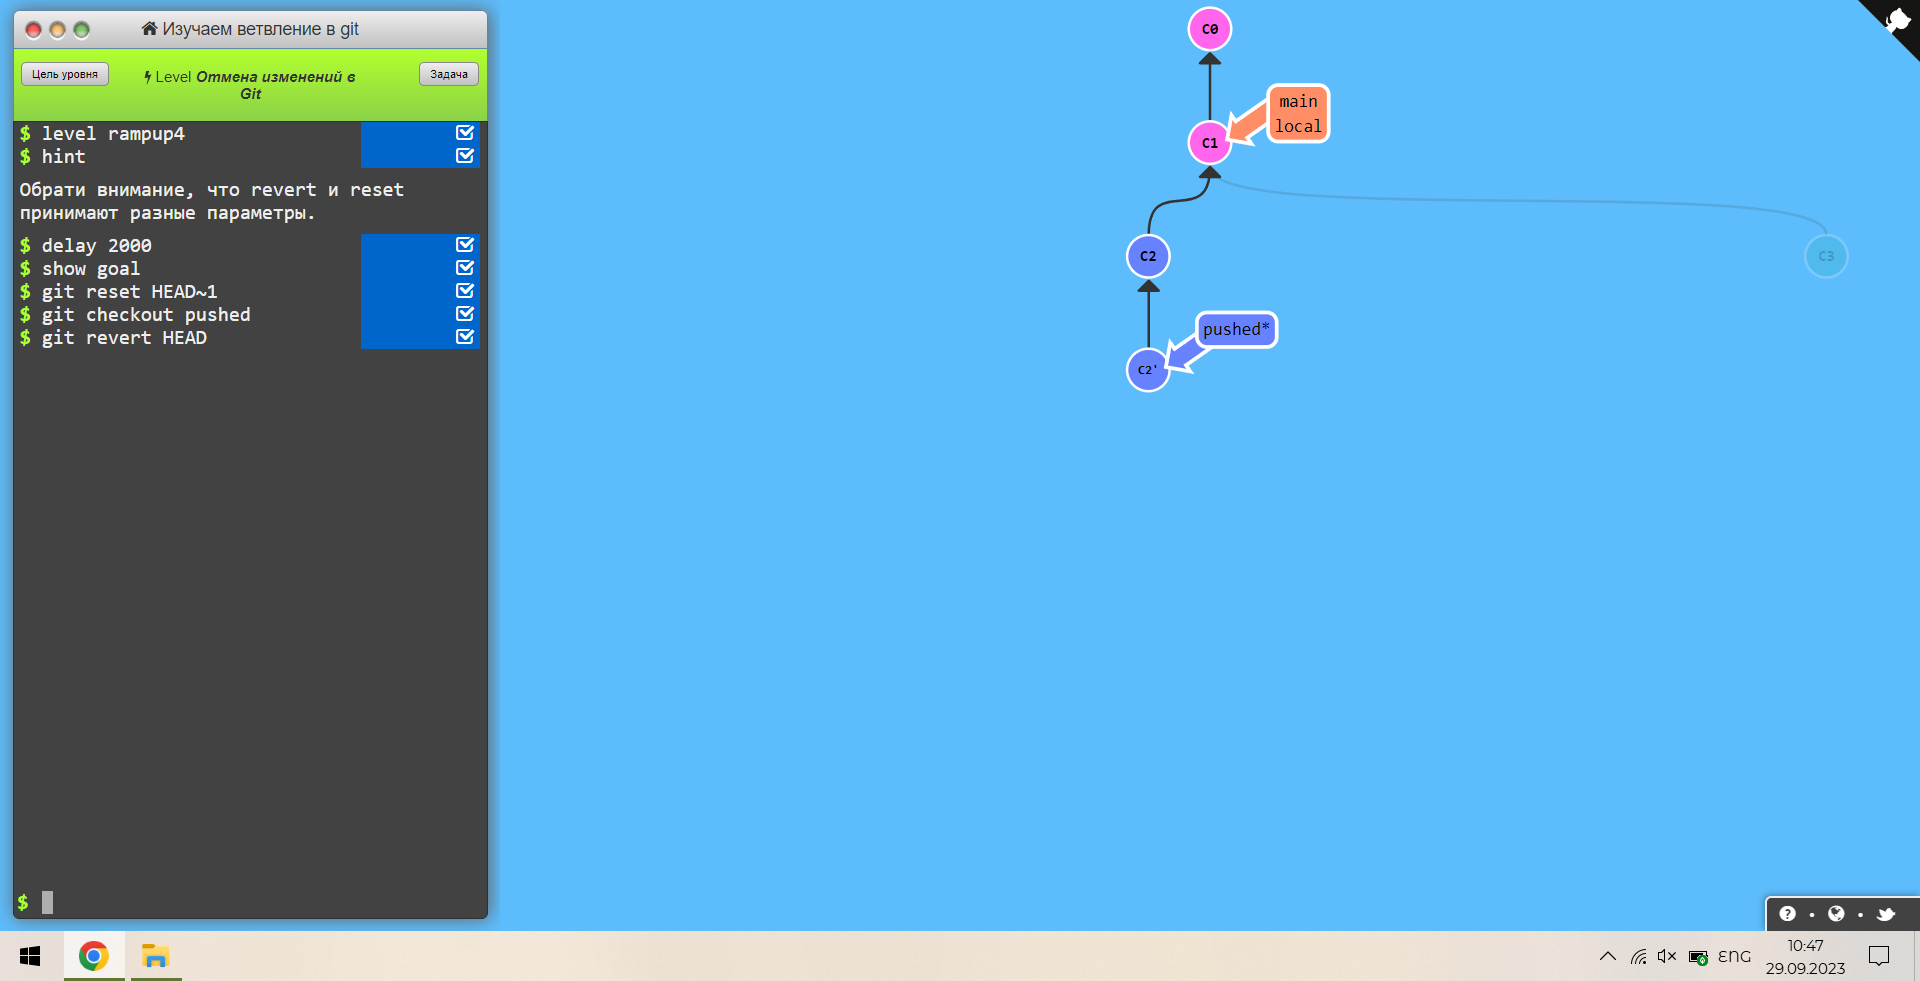 Изучаем ветвление в git
Цель уровня
Level Отмена изменений в
Git
Задача
$ level rampup4
$ hint
Обрати внимание, что revert и reset
принимают разные параметры.
$ delay 2000
$ show goal
$ git reset HEAD~1
$ git checkout pushed
$ git revert HEAD
$
C0
main
local
C1
C2
C3
pushed*
C2'
ENG
10:47
29.09.2023